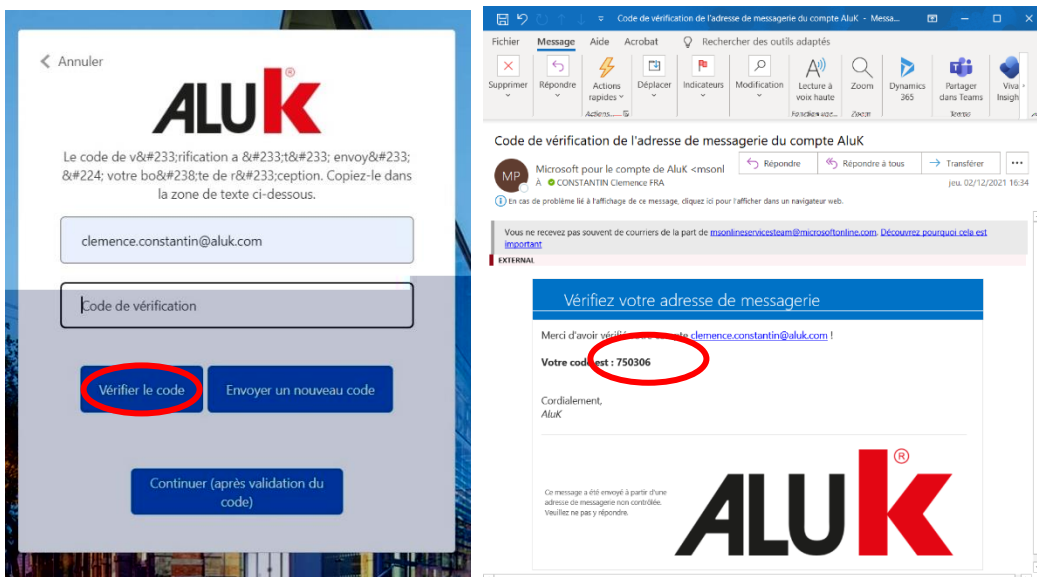 Annuler
ALUK®
Le code de v&#233;rification a &#233;t&#233; envoy&#233;
&#224; votre bo&#238;te de r&#233;ception. Copiez-le dans
la zone de texte ci-dessous.
clemence.constantin@aluk.com
Code de vérification
Vérifier le code
Envoyer un nouveau code
Continuer (après validation du
code)
Code de vérification de l'adresse de messagerie du compte AluK - Messa...
Fichier Message Aide Acrobat Rechercher des outils adaptés
Supprimer
Répondre
Actions
rapides
Déplacer
Indicateurs
Modification
Lecture à
voix haute
Zoom
Dynamics
365
Partager
dans Teams
Viva
Insigh
Zoom
Code de vérification de l'adresse de messagerie du compte AluK
MP
Microsoft pour le compte de AluK <msonl
À CONSTANTIN Clemence FRA
Répondre
Répondre à tous
Transférer
jeu. 02/12/2021 16:34
En cas de problème lié à l'affichage de ce message, cliquez ici pour l'afficher dans un navigateur web.
Vous ne recevez pas souvent de courriers de la part de msonlineservicesteam@microsoftonline.com. Découvrez pourquoi cela est
important
EXTERNAL
Vérifiez votre adresse de messagerie
Merci d'avoir clemence.constantin@aluk.com !
Votre code est : 750306
Cordialement,
AluK
Ce message a été envoyé à partir d'une
adresse de messagerie non contrôlée.
Veuillez ne pas y répondre.
ALUK®